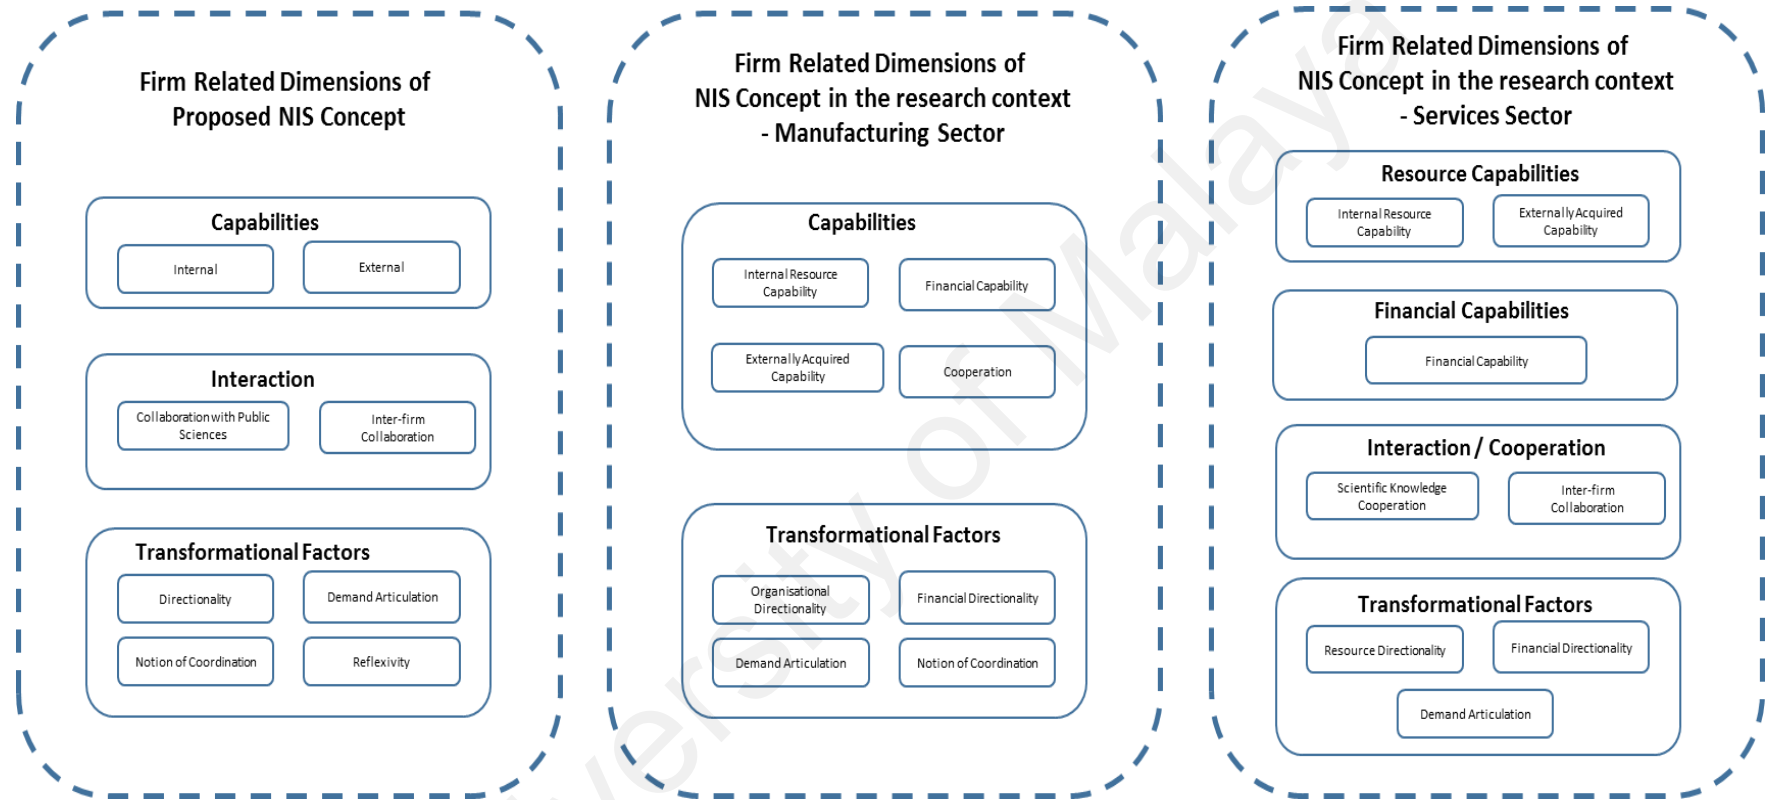 Firm Related Dimensions of
Proposed NIS Concept
Capabilities
Internal
External
Interaction
Collaboration with Public
Sciences
Inter-firm
Collaboration
Transformational Factors
Directionality
Demand Articulation
Notion of Coordination
Reflexivity
Firm Related Dimensions of
NIS Concept in the research context
- Manufacturing Sector
Capabilities
Internal Resource
Capability
Financial Capability
Externally Acquired
Capability
Cooperation
Transformational Factors
Organisational
Directionality
Financial Directionality
Demand Articulation
Notion of Coordination
Firm Related Dimensions of
NIS Concept in the research context
- Services Sector
Resource Capabilities
Internal Resource
Capability
Externally Acquired
Capability
Financial Capabilities
Financial Capability
Interaction / Cooperation
Scientific Knowledge
Cooperation
Inter-firm
Collaboration
Transformational Factors
Resource Directionality
Financial Directionality
Demand Articulation
of Malaya